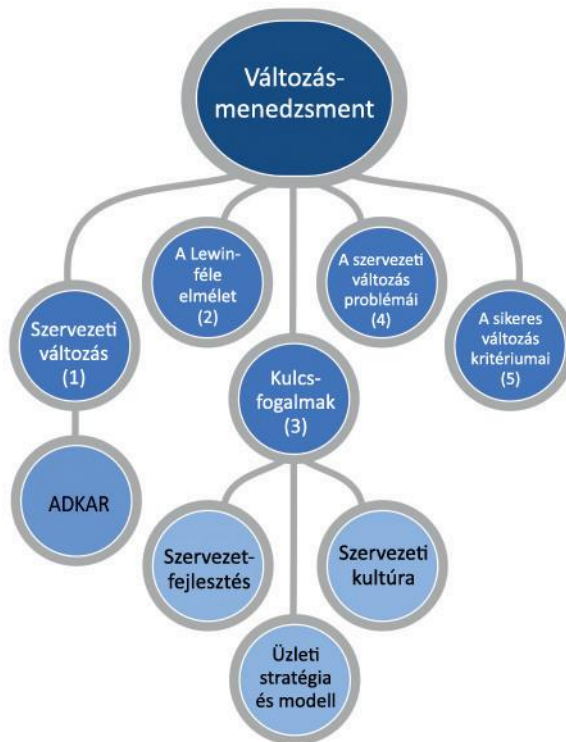 Változás-
menedzsment
A Lewin-
féle
elmélet
(2)
A szervezeti
változás
problémái
(4)
Szervezeti
változás
(1)
A sikeres
változás
kritériumai
(5)
Kulcs-
fogalmak
(3)
ADKAR
Szervezet-
fejlesztés
Szervezeti
kultúra
Üzleti
stratégia
és modell